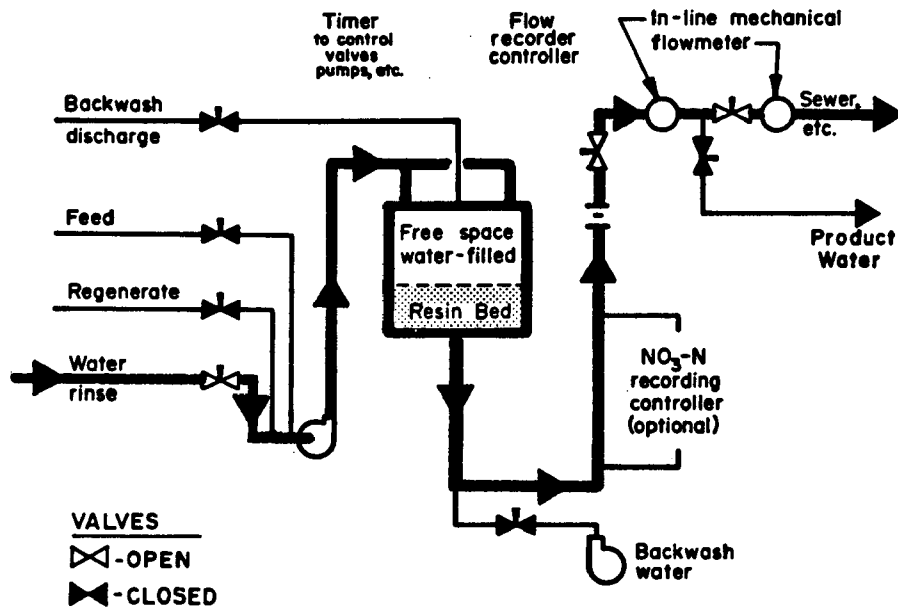 Timer
to control
valves
pumps, etc.
Flow
recorder
controller
In-line mechanical
flowmeter
Backwash
discharge
Sewer,
etc.
Feed
Free space
water-filled
Product
Water
Regenerate
Resin Bed
Water
rinse
NO₃-N
recording
controller
(optional)
VALVES
-OPEN
-CLOSED
Backwash
water